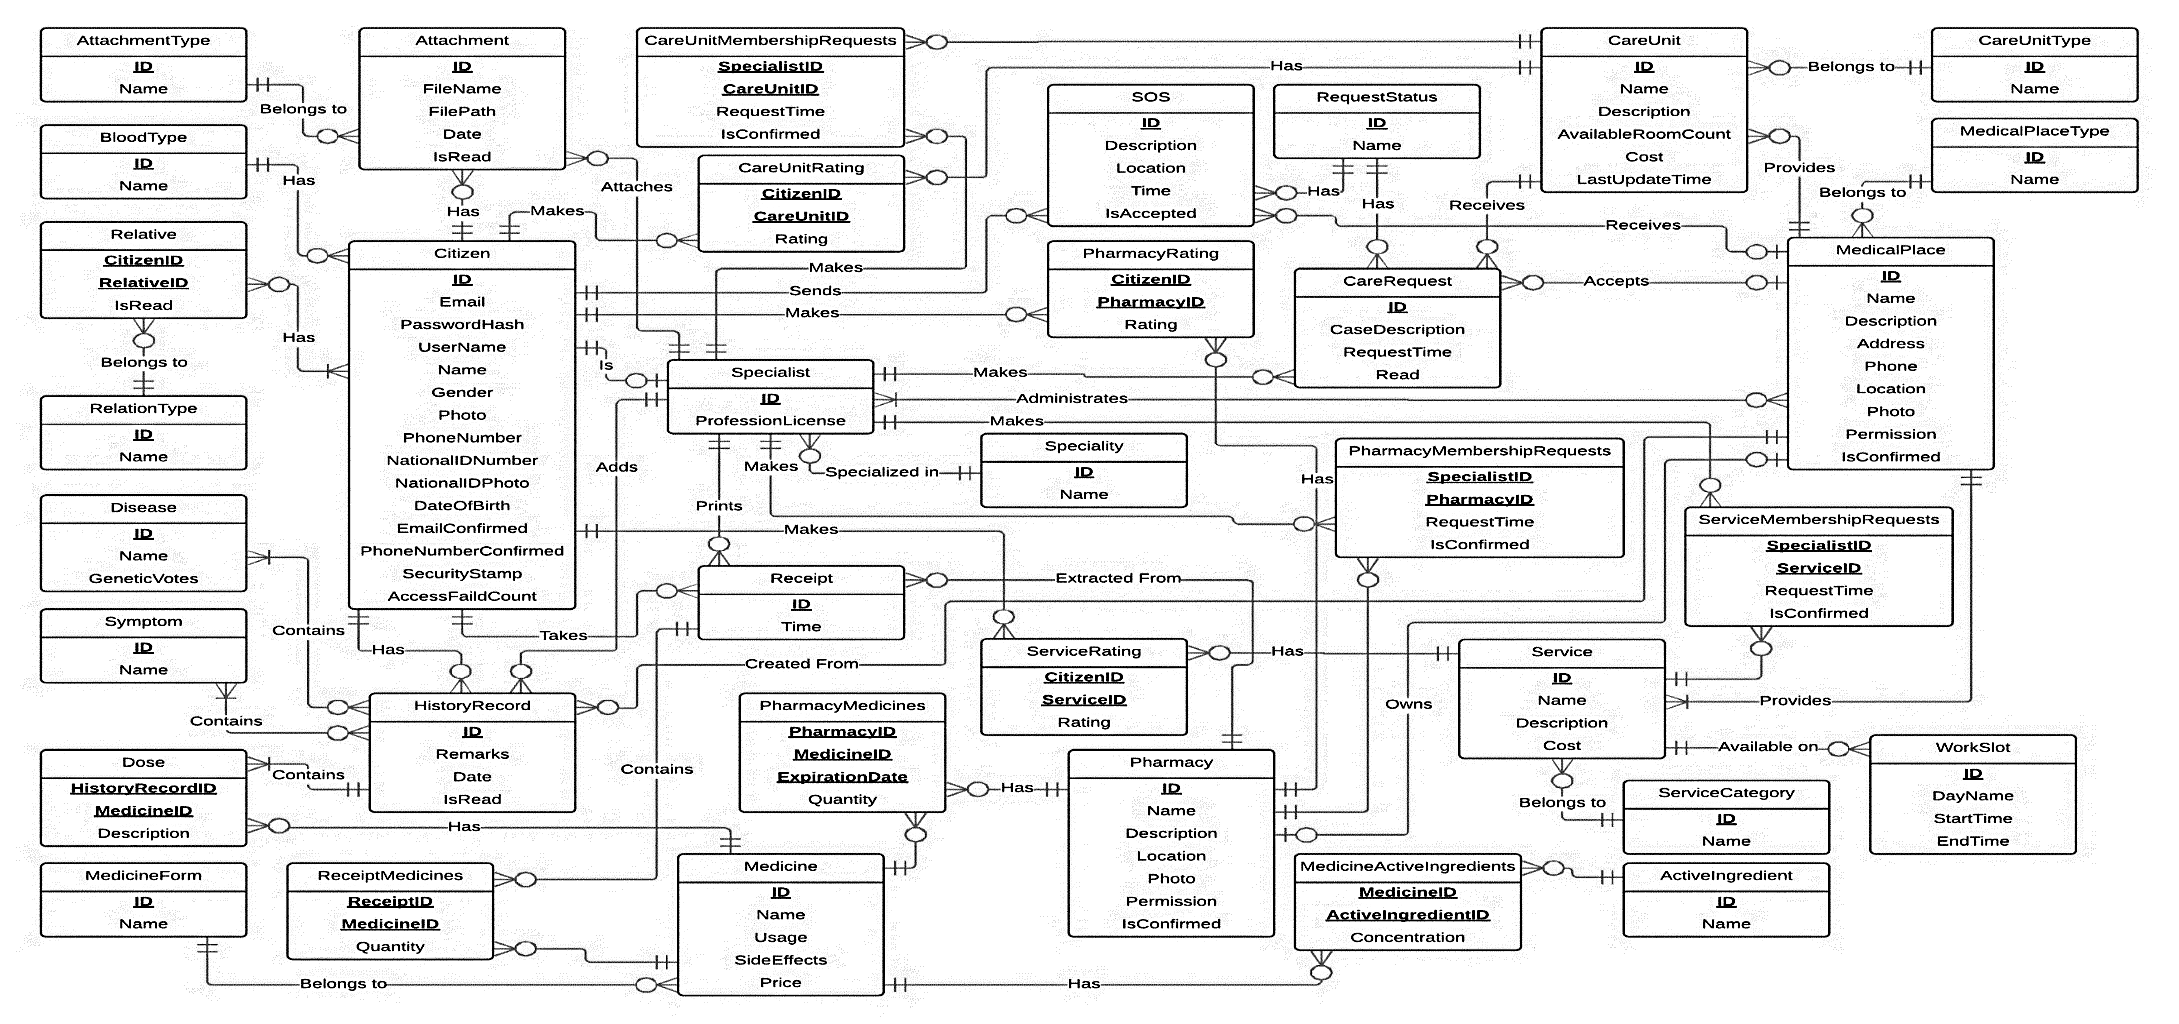 AttachmentType
ID
Name
Belongs to
Attachment
ID
FileName
FilePath
Date
IsRead
Attaches
Has
CareUnitMembershipRequests
SpecialistID
CareUnitID
RequestTime
IsConfirmed
Has
CareUnit
ID
Name
Description
AvailableRoomCount
Cost
LastUpdateTime
Belongs to
CareUnitType
ID
Name
BloodType
ID
Name
Has
CareUnitRating
CitizenID
CareUnitID
Rating
Makes
SOS
ID
Description
Location
Time
IsAccepted
Has
RequestStatus
ID
Name
Has
Receives
Provides
Belongs to
MedicalPlaceType
ID
Name
Relative
CitizenID
RelativeID
IsRead
Has
Belongs to
RelationType
ID
Name
Citizen
ID
Email
PasswordHash
UserName
Name
Gender
Photo
PhoneNumber
NationalIDNumber
NationalIDPhoto
DateOfBirth
EmailConfirmed
PhoneNumberConfirmed
SecurityStamp
AccessFaildCount
Makes
Sends
Makes
Is
PharmacyRating
CitizenID
PharmacyID
Rating
Receives
CareRequest
ID
CaseDescription
RequestTime
Read
Accepts
MedicalPlace
ID
Name
Description
Address
Phone
Location
Photo
Permission
IsConfirmed
Specialist
ID
ProfessionLicense
Makes
Administrates
Makes
Adds
Makes
Prints
Specialized in
Speciality
ID
Name
Has
PharmacyMembershipRequests
SpecialistID
PharmacyID
RequestTime
IsConfirmed
ServiceMembershipRequests
SpecialistID
ServiceID
RequestTime
IsConfirmed
Disease
ID
Name
GeneticVotes
Contains
Symptom
ID
Name
Contains
Has
Makes
Takes
Receipt
ID
Time
Extracted From
Created From
ServiceRating
CitizenID
ServiceID
Rating
Has
Service
ID
Name
Description
Cost
Provides
Owns
Available on
WorkSlot
ID
DayName
StartTime
EndTime
HistoryRecord
ID
Remarks
Date
IsRead
Contains
Dose
HistoryRecordID
MedicineID
Description
Contains
Has
PharmacyMedicines
PharmacyID
MedicineID
ExpirationDate
Quantity
Has
Pharmacy
ID
Name
Description
Location
Photo
Permission
IsConfirmed
Belongs to
ServiceCategory
ID
Name
MedicineForm
ID
Name
Belongs to
ReceiptMedicines
ReceiptID
MedicineID
Quantity
Medicine
ID
Name
Usage
SideEffects
Price
Has
MedicineActiveIngredients
MedicineID
ActiveIngredientID
Concentration
ActiveIngredient
ID
Name